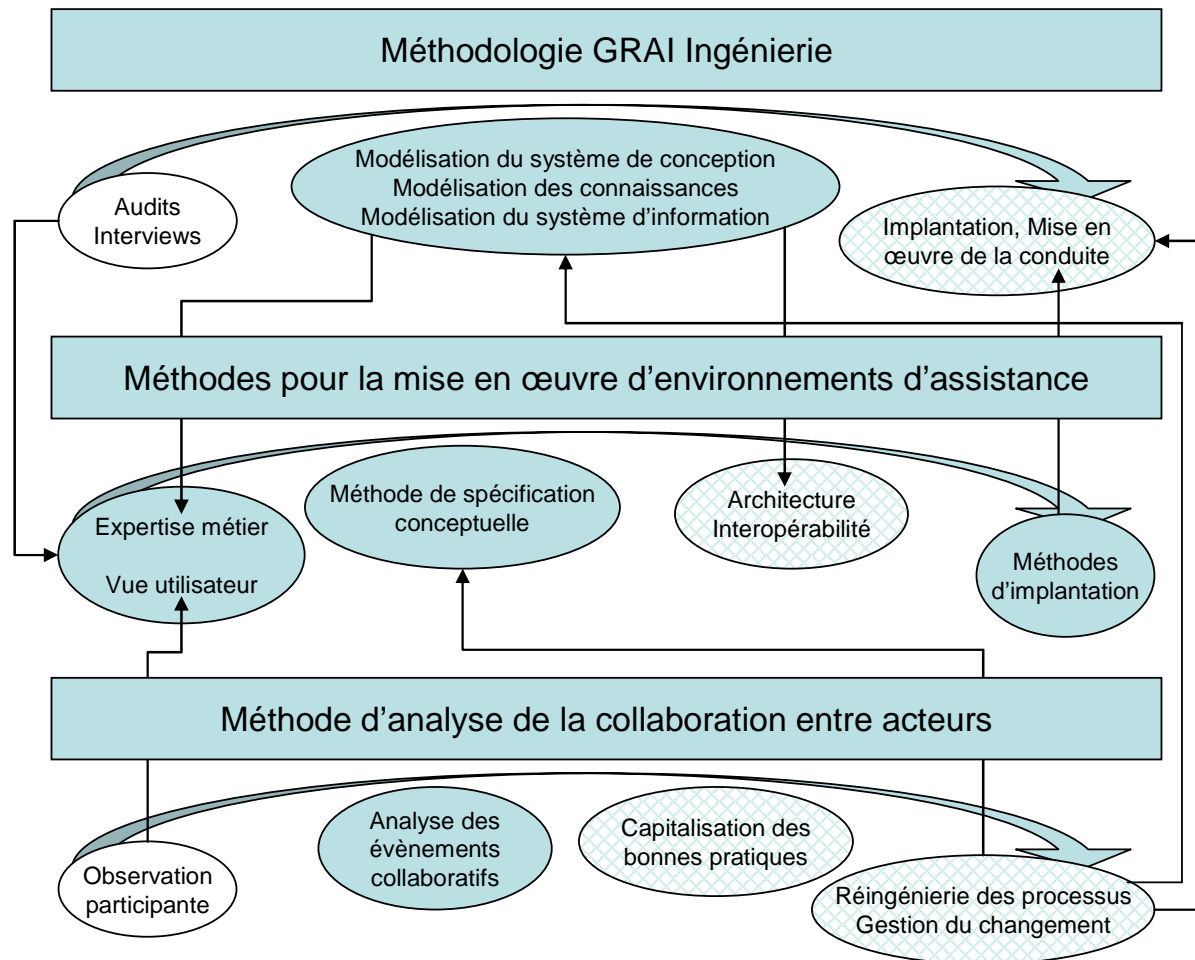 Méthodologie GRAI Ingénierie
Modélisation du système de conception
Modélisation des connaissances
Modélisation du système d’information
Audits
Interviews
Implantation, Mise en
œuvre de la conduite
Méthodes pour la mise en œuvre d’environnements d’assistance
Expertise métier
Vue utilisateur
Méthode de spécification
conceptuelle
Architecture
Interopérabilité
Méthodes
d’implantation
Méthode d’analyse de la collaboration entre acteurs
Observation
participante
Analyse des
évènements
collaboratifs
Capitalisation des
bonnes pratiques
Réingénierie des processus
Gestion du changement